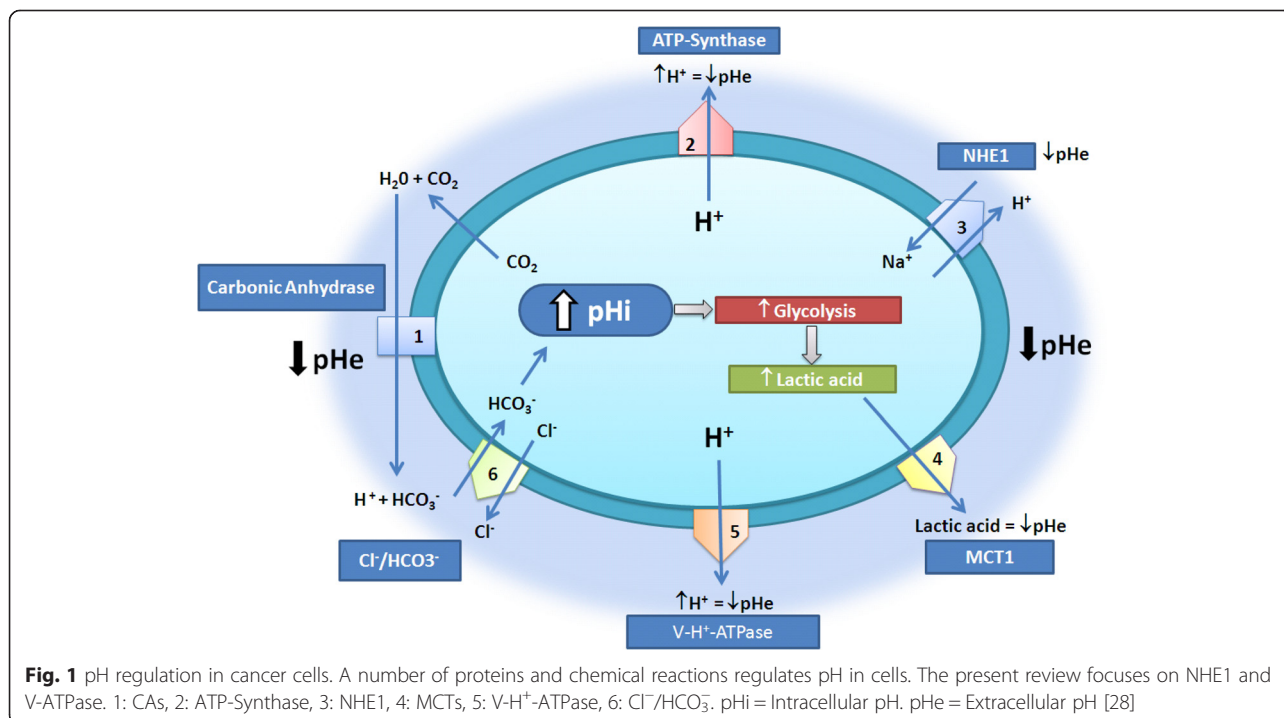 ATP-Synthase
↑H⁺ = ↓pHe
2
H⁺
NHE1 ↓pHe
H⁺
3
Na⁺
H₂0 + CO₂
CO₂
Carbonic Anhydrase
1
↓ pHe
⇧ pHi
↑ Glycolysis
↑ Lactic acid
↓pHe
HCO₃⁻
Cl⁻
6
H⁺ + HCO₃⁻
Cl⁻
Cl⁻/HCO3⁻
H⁺
5
↑H⁺ = ↓pHe
V-H⁺-ATPase
4
Lactic acid = ↓pHe
MCT1
Fig. 1 pH regulation in cancer cells. A number of proteins and chemical reactions regulates pH in cells. The present review focuses on NHE1 and
V-ATPase. 1: CAs, 2: ATP-Synthase, 3: NHE1, 4: MCTs, 5: V-H⁺-ATPase, 6: Cl⁻/HCO₃⁻. pHi = Intracellular pH. pHe = Extracellular pH [28]